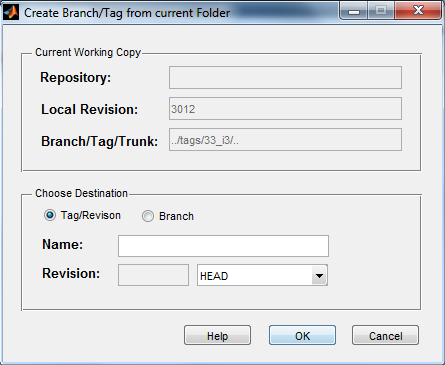 Create Branch/Tag from current Folder
Current Working Copy
Repository:
Local Revision: 3012
Branch/Tag/Trunk: ../tags/33_i3/..
Choose Destination
Tag/Revison Branch
Name:
Revision: HEAD
Help OK Cancel